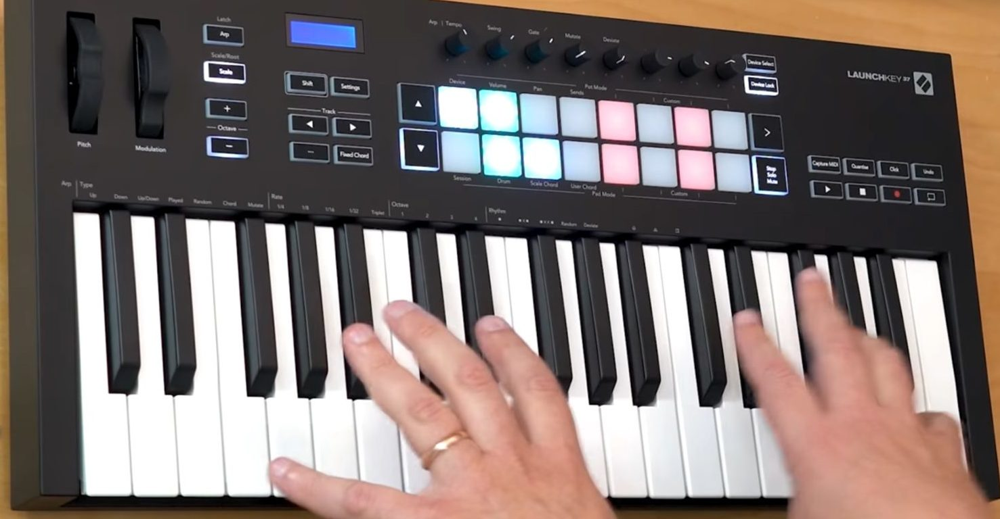 Latch
Arp
Scale/Root
Scale
+
Octave
−
Pitch
Modulation
Shift
Settings
Track
◀ ▶
...
Fixed Chord
Arp | Tempo Swing Gate Mutate Deviate
Device Select
Device Lock
LAUNCHKEY 37
Device Volume Pan Sends Pot Mode Custom
▲
▼
>
Stop
Solo
Mute
Session Drum Scale Chord User Chord Pad Mode Custom
Capture MIDI Quantise Click Undo
Arp | Type Rate Octave Rhythm
Up Down Up/Down Played Random Chord Mutate 1/4 1/8 1/16 1/32 Triplet 1 2 3 4 Random Deviate